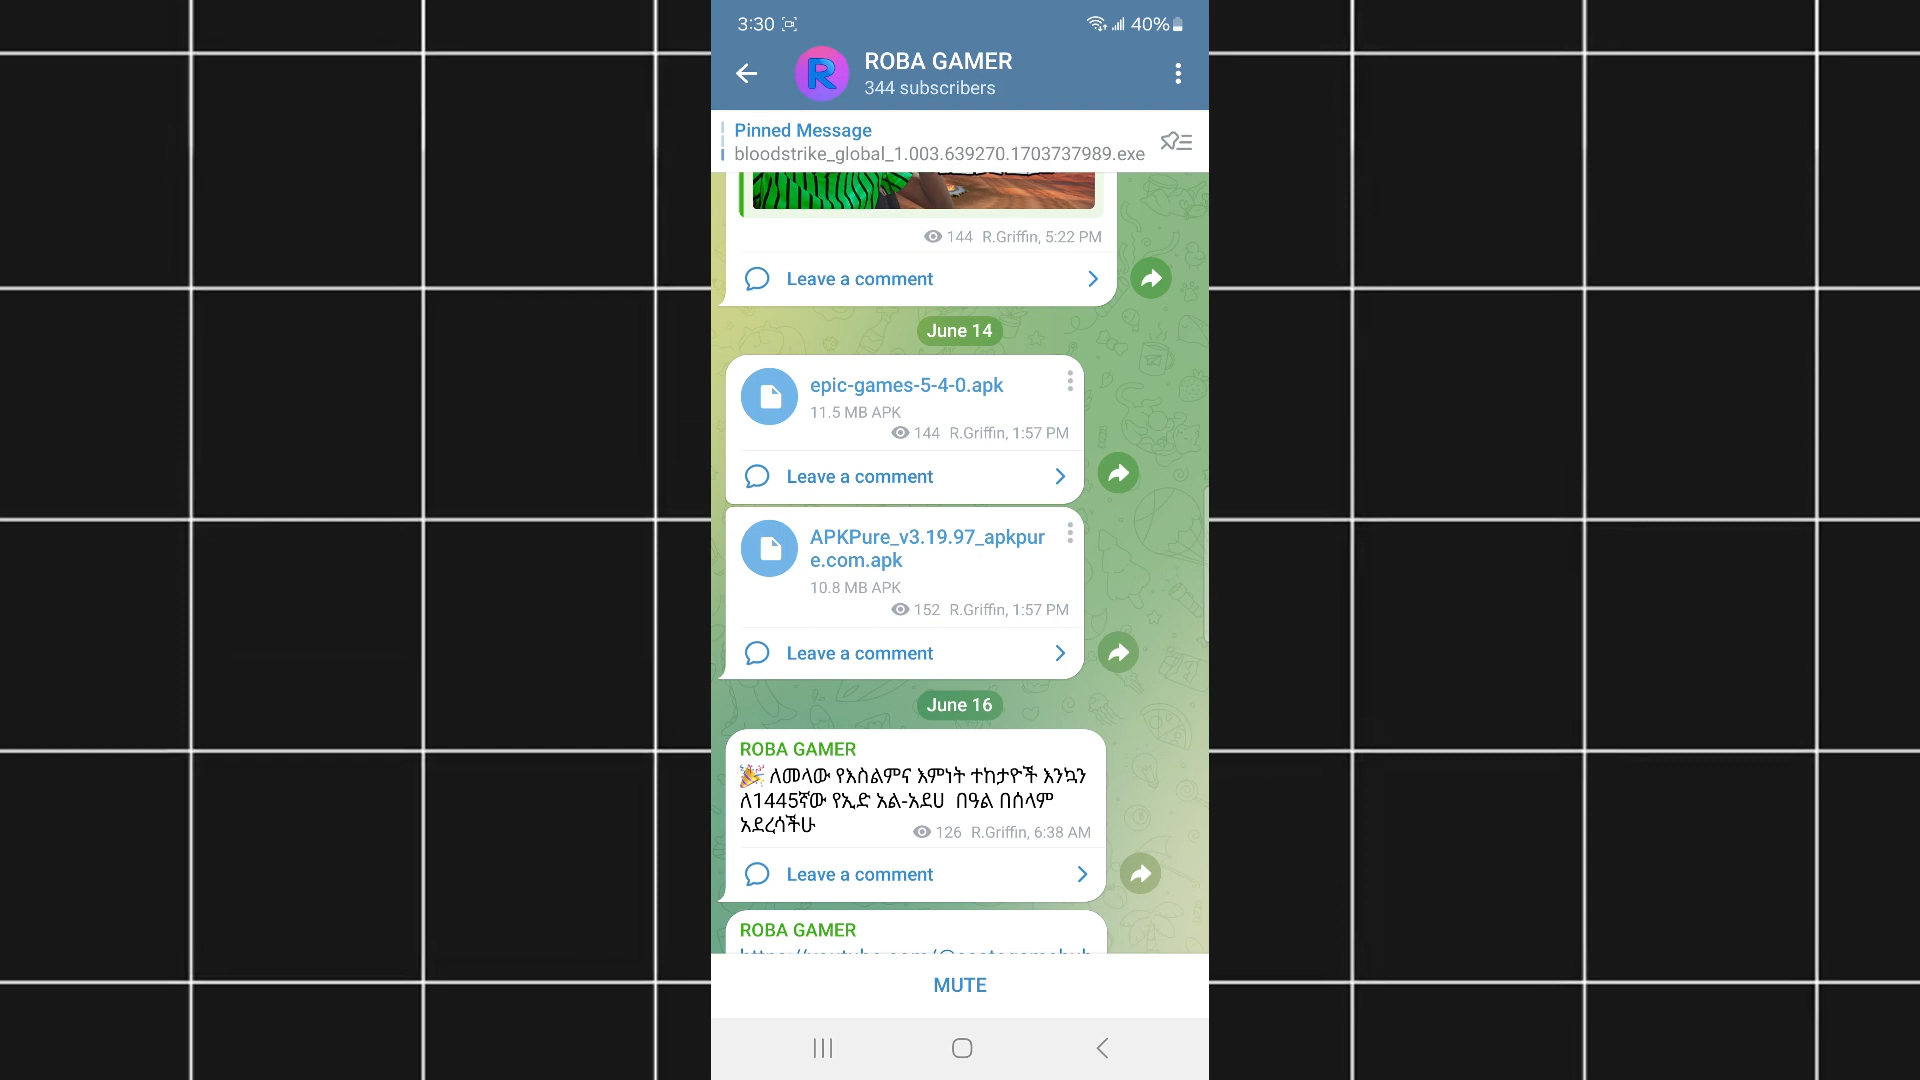 3:30
40%
ROBA GAMER
344 subscribers
Pinned Message
bloodstrike_global_1.003.639270.1703737989.exe
144 R.Griffin, 5:22 PM
Leave a comment
June 14
epic-games-5-4-0.apk
11.5 MB APK
144 R.Griffin, 1:57 PM
Leave a comment
APKPure_v3.19.97_apkpur
e.com.apk
10.8 MB APK
152 R.Griffin, 1:57 PM
Leave a comment
June 16
ROBA GAMER
🎉 ለመላው የእስልምና እምነት ተከታዮች እንኳን
ለ1445ኛው የኢድ አል-አደሀ በዓል በሰላም
አደረሳችሁ
126 R.Griffin, 6:38 AM
Leave a comment
ROBA GAMER
MUTE